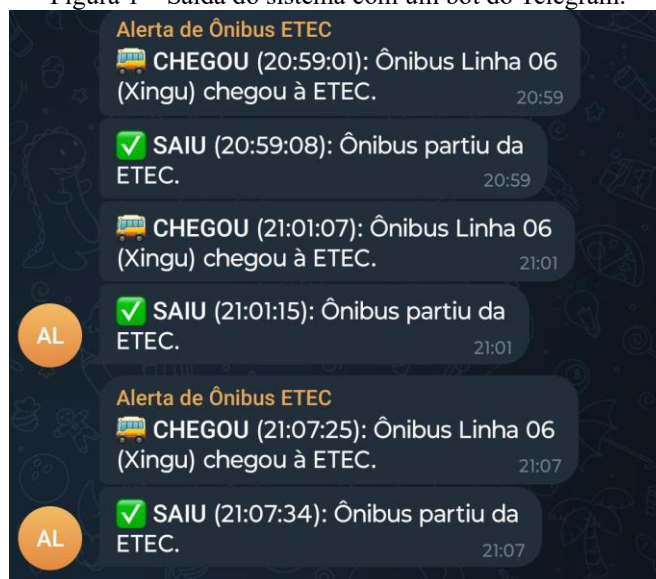 Figura 1 – Saída do sistema com um bot do Telegram.
Alerta de Ônibus ETEC
🚌 CHEGOU (20:59:01): Ônibus Linha 06
(Xingu) chegou à ETEC. 20:59
✅ SAIU (20:59:08): Ônibus partiu da
ETEC. 20:59
🚌 CHEGOU (21:01:07): Ônibus Linha 06
(Xingu) chegou à ETEC. 21:01
✅ SAIU (21:01:15): Ônibus partiu da
AL ETEC. 21:01
Alerta de Ônibus ETEC
🚌 CHEGOU (21:07:25): Ônibus Linha 06
(Xingu) chegou à ETEC. 21:07
✅ SAIU (21:07:34): Ônibus partiu da
AL ETEC. 21:07